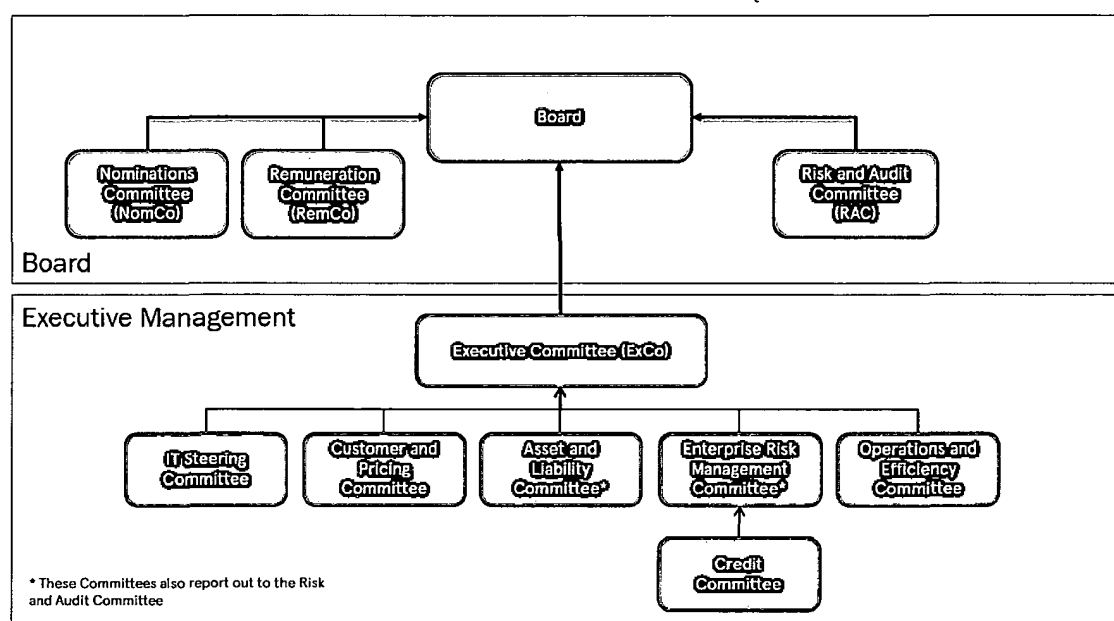 Board
Nominations
Committee
(NomCo)
Remuneration
Committee
(RemCo)
Risk and Audit
Committee
(RAC)
Board
Executive Management
Executive Committee (ExCo)
IT Steering
Committee
Customer and
Pricing
Committee
Asset and
Liability
Committee*
Enterprise Risk
Management
Committee*
Operations and
Efficiency
Committee
Credit
Committee
* These Committees also report out to the Risk
and Audit Committee